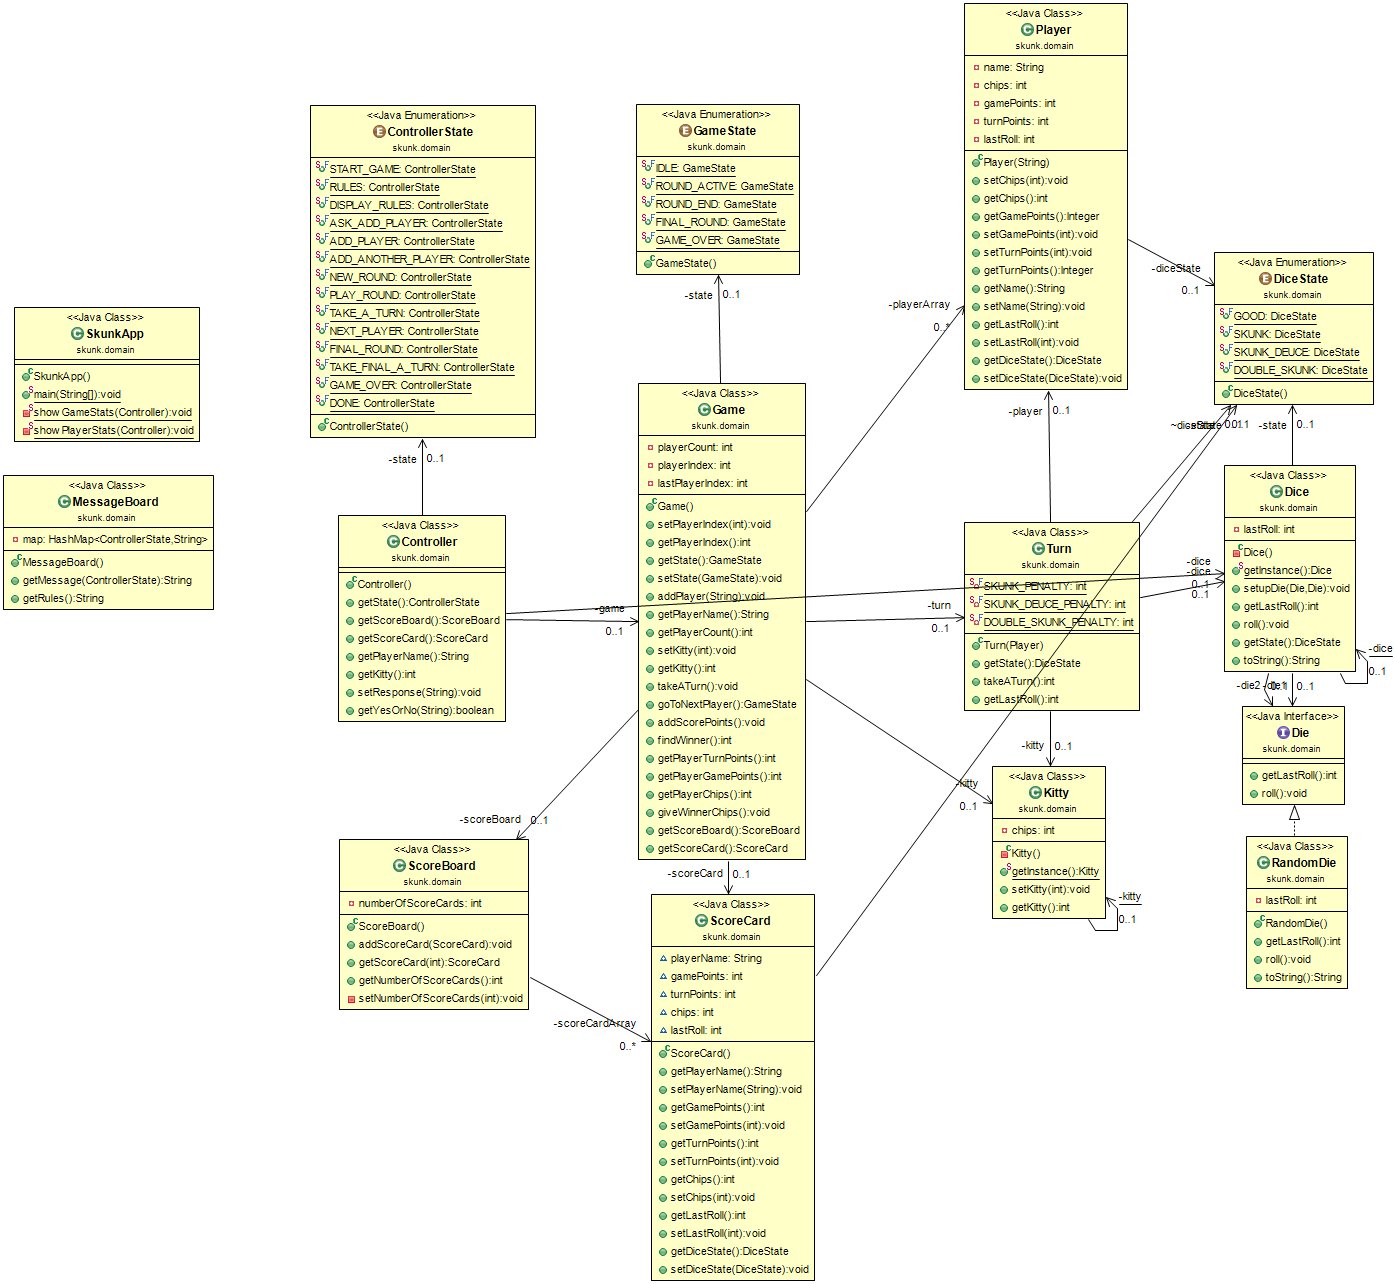 <<Java Class>>
SkunkApp
skunk.domain
SkunkApp()
main(String[]):void
showGameStats(Controller):void
showPlayerStats(Controller):void
<<Java Class>>
MessageBoard
skunk.domain
map: HashMap<ControllerState,String>
MessageBoard()
getMessage(ControllerState):String
getRules():String
<<Java Enumeration>>
ControllerState
skunk.domain
START_GAME: ControllerState
RULES: ControllerState
DISPLAY_RULES: ControllerState
ASK_ADD_PLAYER: ControllerState
ADD_PLAYER: ControllerState
ADD_ANOTHER_PLAYER: ControllerState
NEW_ROUND: ControllerState
PLAY_ROUND: ControllerState
TAKE_A_TURN: ControllerState
NEXT_PLAYER: ControllerState
FINAL_ROUND: ControllerState
TAKE_FINAL_A_TURN: ControllerState
GAME_OVER: ControllerState
DONE: ControllerState
ControllerState()
-state 0..1
<<Java Class>>
Controller
skunk.domain
Controller()
getState():ControllerState
getScoreBoard():ScoreBoard
getScoreCard():ScoreCard
getPlayerName():String
getKitty():int
setResponse(String):void
getYesOrNo(String):boolean
-game
0..1
<<Java Enumeration>>
GameState
skunk.domain
IDLE: GameState
ROUND_ACTIVE: GameState
ROUND_END: GameState
FINAL_ROUND: GameState
GAME_OVER: GameState
GameState()
-state 0..1
<<Java Class>>
Game
skunk.domain
playerCount: int
playerIndex: int
lastPlayerIndex: int
Game()
setPlayerIndex(int):void
getPlayerIndex():int
getState():GameState
setState(GameState):void
addPlayer(String):void
getPlayerName():String
getPlayerCount():int
setKitty(int):void
getKitty():int
takeATurn():void
goToNextPlayer():GameState
addScorePoints():void
findWinner():int
getPlayerTurnPoints():int
getPlayerGamePoints():int
getPlayerChips():int
giveWinnerChips():void
getScoreBoard():ScoreBoard
getScoreCard():ScoreCard
-scoreBoard 0..1
-scoreCard 0..1
<<Java Class>>
ScoreBoard
skunk.domain
numberOfScoreCards: int
ScoreBoard()
addScoreCard(ScoreCard):void
getScoreCard(int):ScoreCard
getNumberOfScoreCards():int
setNumberOfScoreCards(int):void
-scoreCardArray
0..*
<<Java Class>>
ScoreCard
skunk.domain
playerName: String
gamePoints: int
turnPoints: int
chips: int
lastRoll: int
ScoreCard()
getPlayerName():String
setPlayerName(String):void
getGamePoints():int
setGamePoints(int):void
getTurnPoints():int
setTurnPoints(int):void
getChips():int
setChips(int):void
getLastRoll():int
setLastRoll(int):void
getDiceState():DiceState
setDiceState(DiceState):void
<<Java Class>>
Player
skunk.domain
name: String
chips: int
gamePoints: int
turnPoints: int
lastRoll: int
Player(String)
setChips(int):void
getChips():int
getGamePoints():Integer
setGamePoints(int):void
setTurnPoints(int):void
getTurnPoints():Integer
getName():String
setName(String):void
getLastRoll():int
setLastRoll(int):void
getDiceState():DiceState
setDiceState(DiceState):void
-playerArray
0..*
-diceState
0..1
-player 0..1
<<Java Class>>
Turn
skunk.domain
SKUNK_PENALTY: int
SKUNK_DEUCE_PENALTY: int
DOUBLE_SKUNK_PENALTY: int
Turn(Player)
getState():DiceState
takeATurn():int
getLastRoll():int
-turn
0..1
-kitty 0..1
-kitty
0..1
<<Java Class>>
Kitty
skunk.domain
chips: int
Kitty()
getInstance():Kitty
setKitty(int):void
getKitty():int
-kitty
0..1
<<Java Enumeration>>
DiceState
skunk.domain
GOOD: DiceState
SKUNK: DiceState
SKUNK_DEUCE: DiceState
DOUBLE_SKUNK: DiceState
DiceState()
-state 0..1
<<Java Class>>
Dice
skunk.domain
lastRoll: int
Dice()
getInstance():Dice
setupDie(Die,Die):void
getLastRoll():int
roll():void
getState():DiceState
toString():String
-dice
-dice
0..1
0..1
-dice
0..1
-die2
0..1
<<Java Interface>>
Die
skunk.domain
getLastRoll():int
roll():void
<<Java Class>>
RandomDie
skunk.domain
lastRoll: int
RandomDie()
getLastRoll():int
roll():void
toString():String